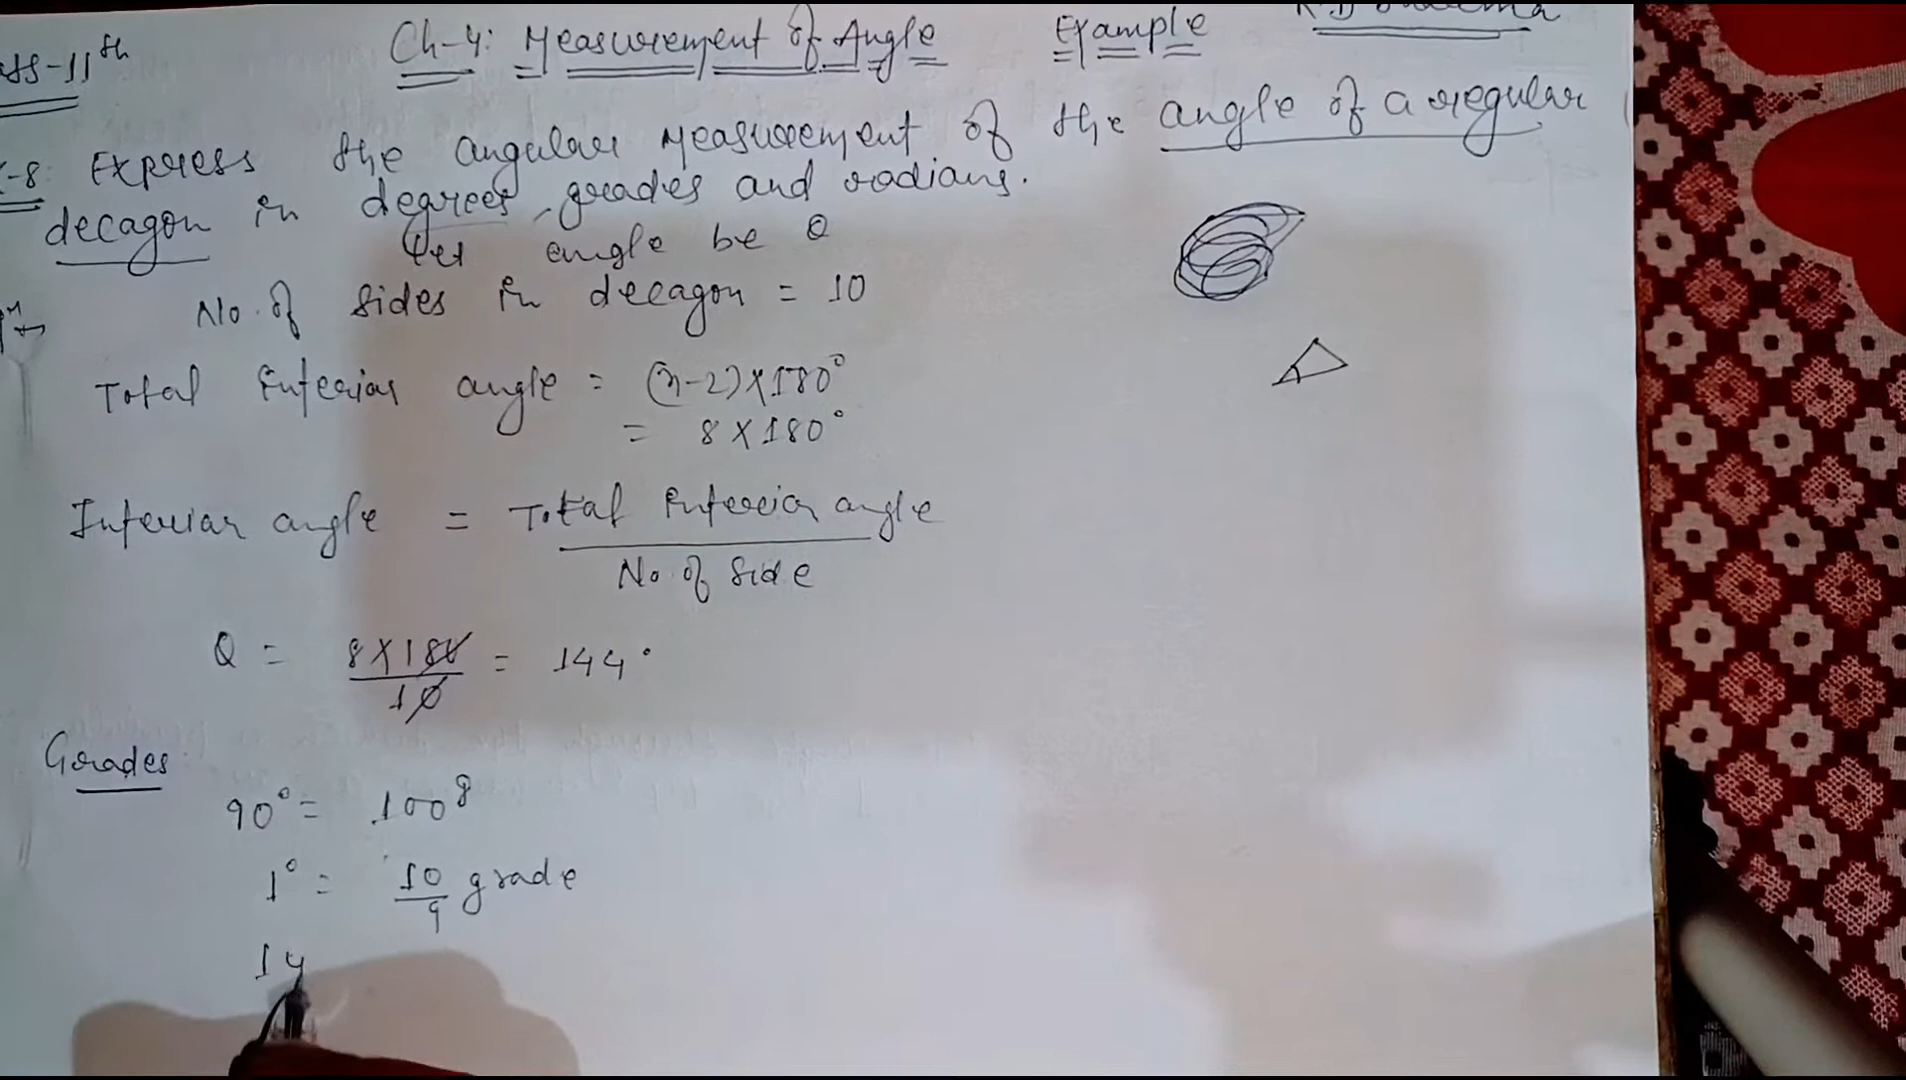 ass-11th Ch-4: Measurement of Angle Example
x-8: Express the angular measurement of the angle of a regular
decagon in degrees, grades and radians.
Let angle be θ
No. of sides in decagon = 10
Total Interior angle = (n-2)×180°
= 8×180°
Interior angle = Total Interior angle
No. of side
θ = 8×180 = 144°
10
Grades
90° = 100g
1° = 10 grade
9
14